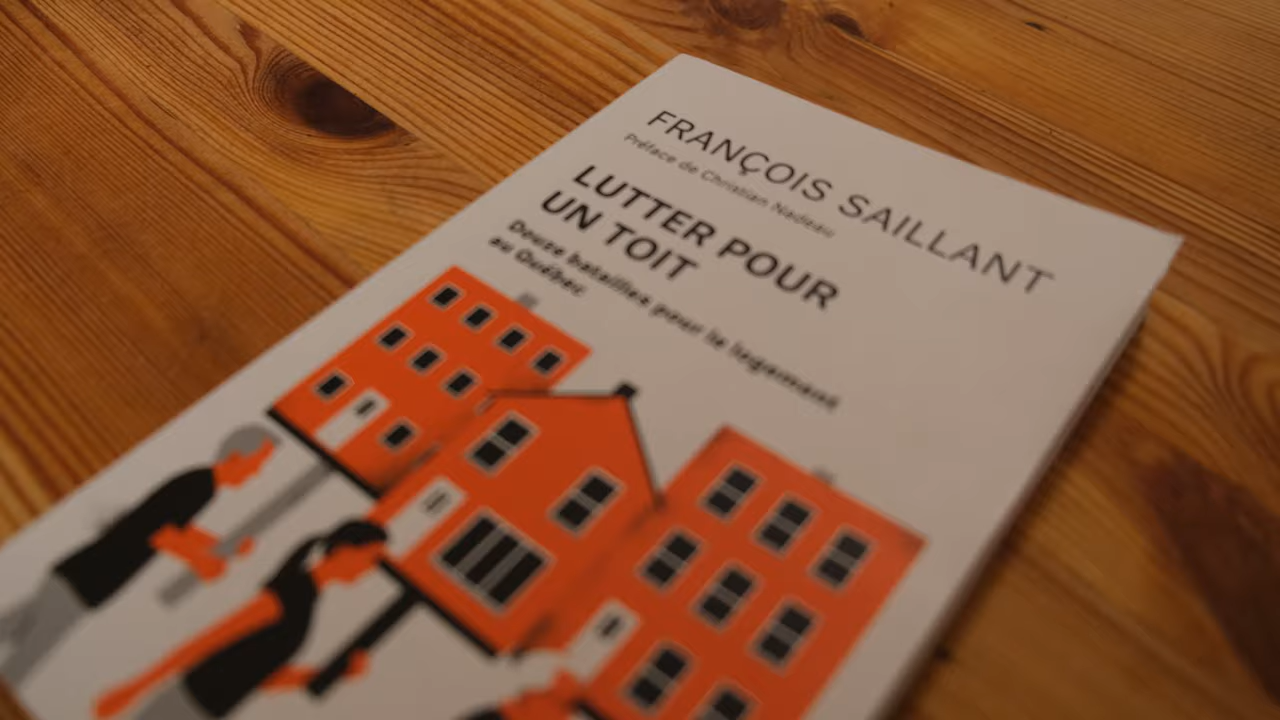 FRANÇOIS SAILLANT
Préface de Christian Nadeau
LUTTER POUR
UN TOIT
Douze batailles pour le logement
au Québec